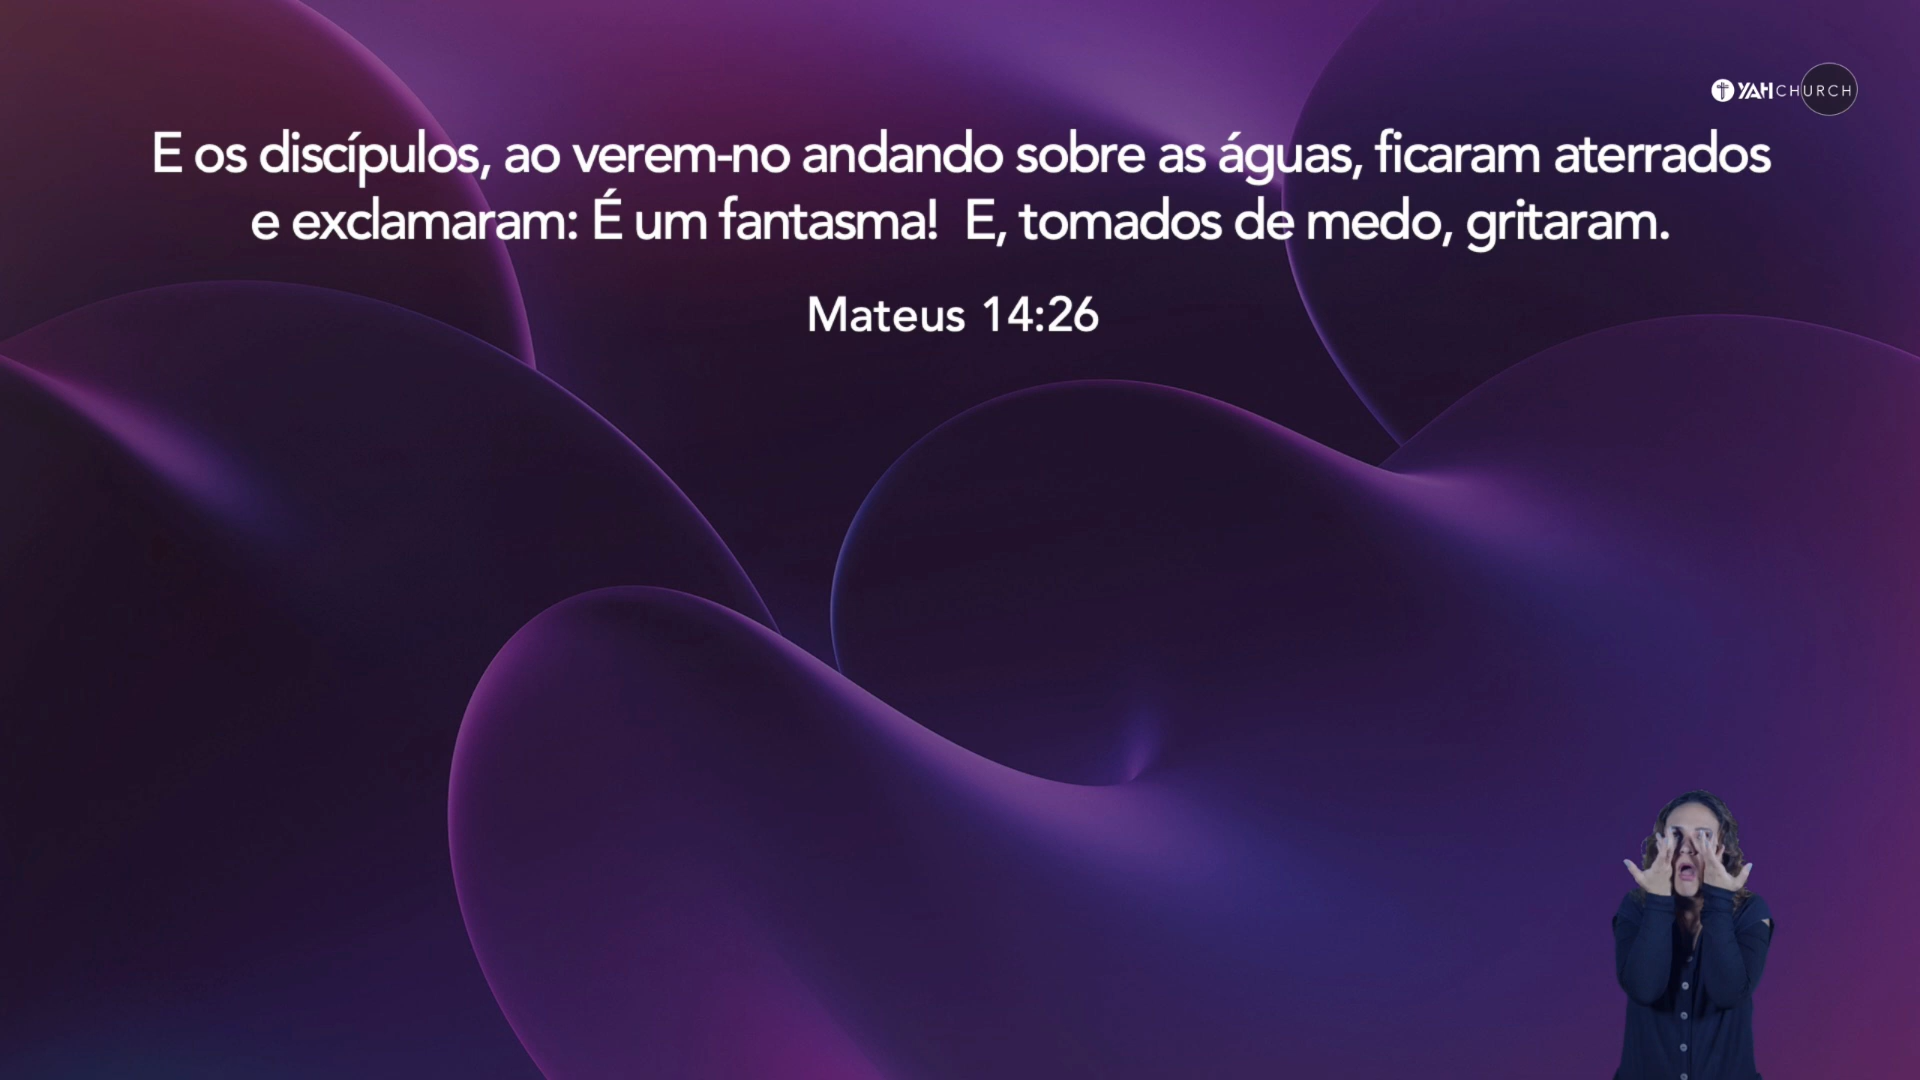 YAHCHURCH
E os discípulos, ao verem-no andando sobre as águas, ficaram aterrados
e exclamaram: É um fantasma! E, tomados de medo, gritaram.
Mateus 14:26